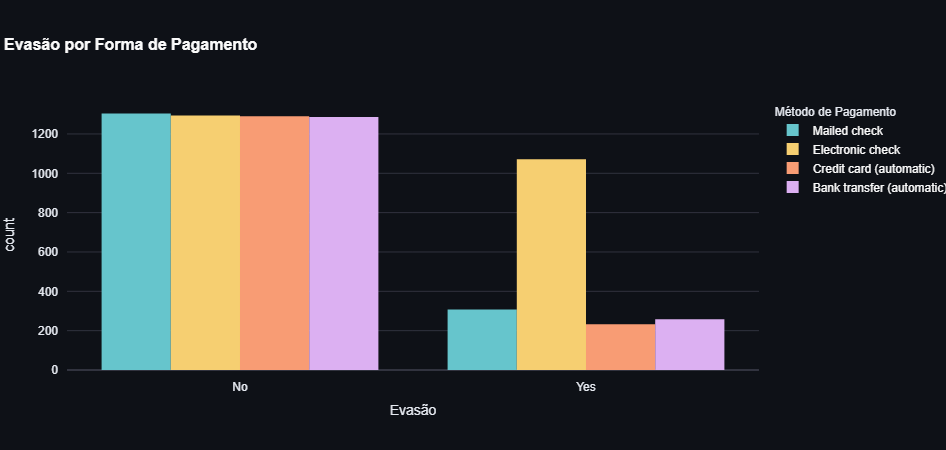 Evasão por Forma de Pagamento
Método de Pagamento
Mailed check
Electronic check
Credit card (automatic)
Bank transfer (automatic)
count
1200
1000
800
600
400
200
0
No
Yes
Evasão